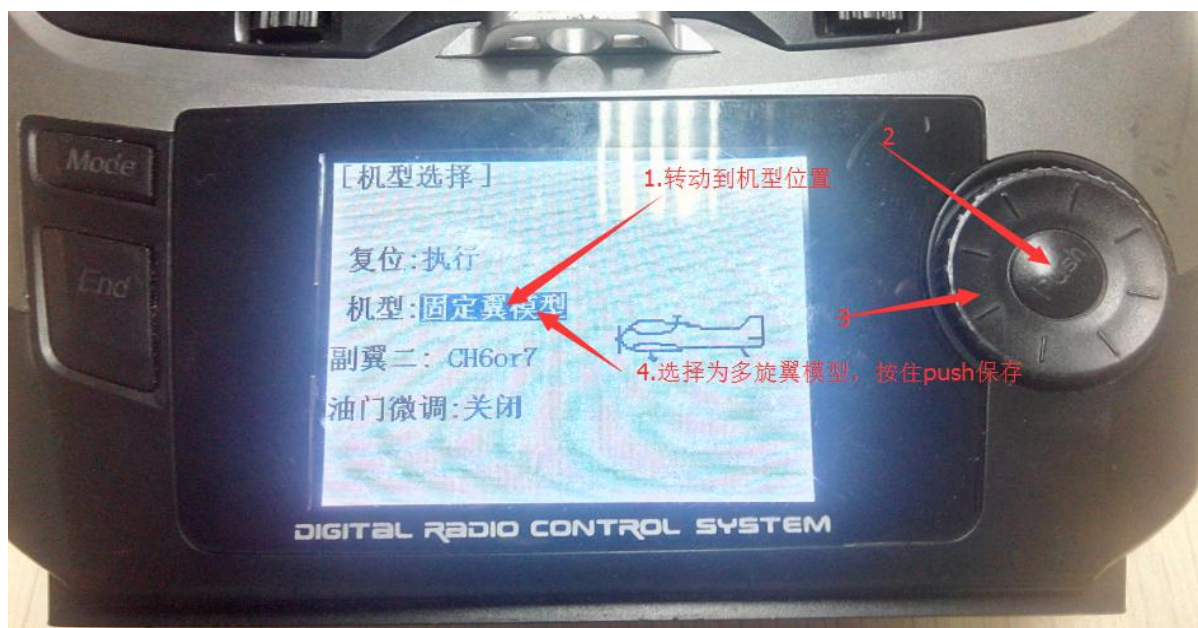 Mode
End
[机型选择]
复位:执行
机型:固定翼模型
副翼二: CH6or7
油门微调:关闭
1.转动到机型位置
2
Push
3
4.选择为多旋翼模型，按住push保存
DIGITAL RADIO CONTROL SYSTEM